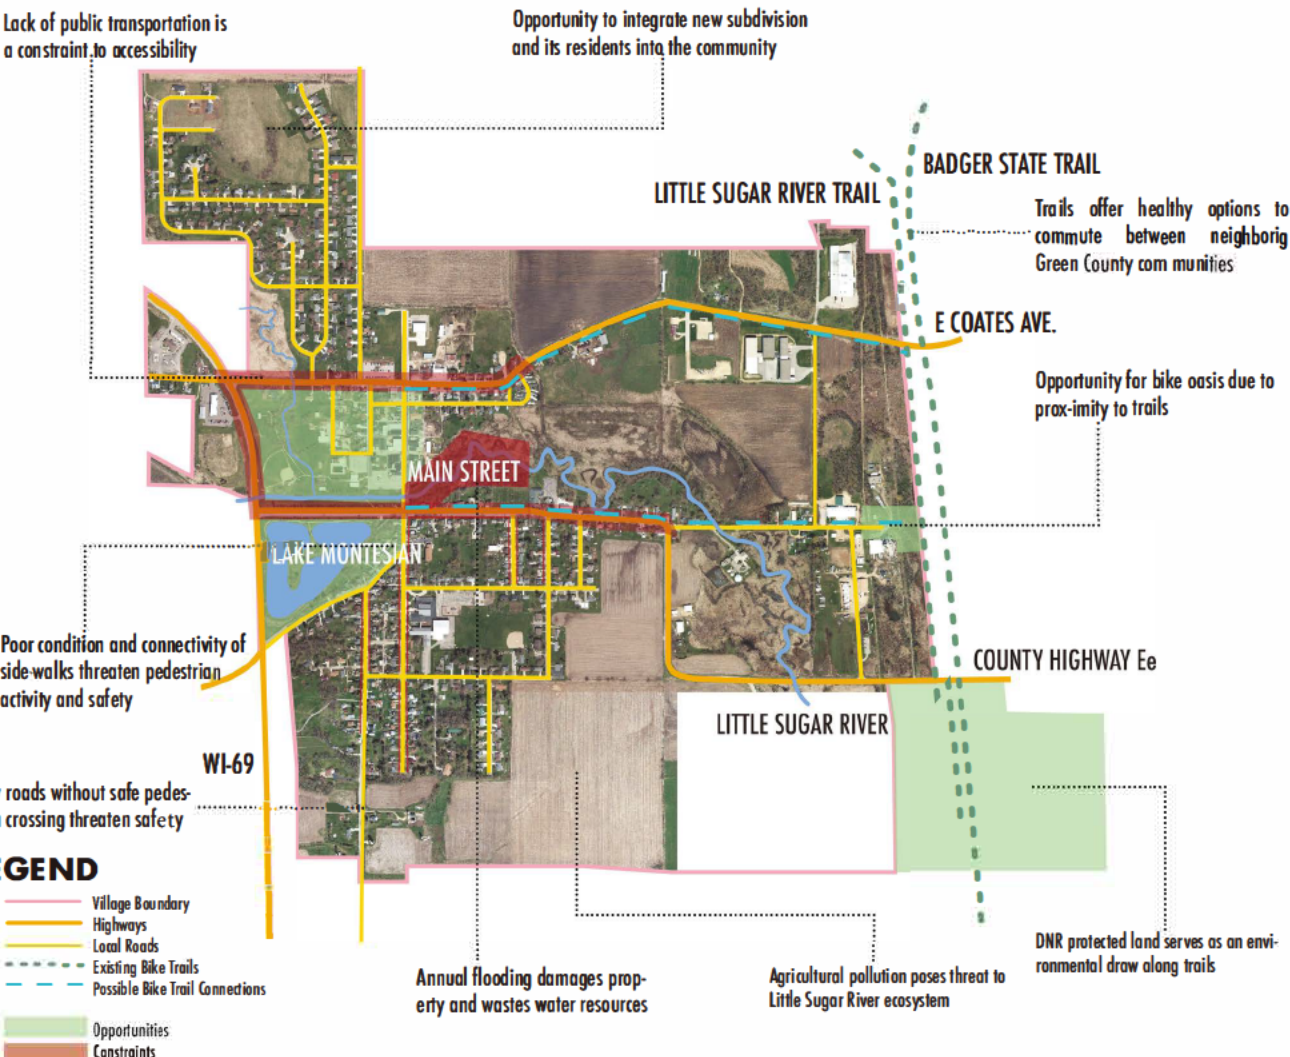 Lack of public transportation is
a constraint to accessibility
Opportunity to integrate new subdivision
and its residents into the community
BADGER STATE TRAIL
LITTLE SUGAR RIVER TRAIL
Trails offer healthy options to
commute between neighborig
Green County com munities
E COATES AVE.
Opportunity for bike oasis due to
prox-imity to trails
MAIN STREET
LAKE MONTESIAN
Poor condition and connectivity of
side-walks threaten pedestrian
activity and safety
COUNTY HIGHWAY Ee
LITTLE SUGAR RIVER
WI-69
roads without safe pedes-
crossing threaten safety
EGEND
Village Boundary
Highways
Local Roads
Existing Bike Trails
Possible Bike Trail Connections
Opportunities
Constraints
Annual flooding damages prop-
erty and wastes water resources
Agricultural pollution poses threat to
Little Sugar River ecosystem
DNR protected land serves as an envi-
ronmental draw along trails